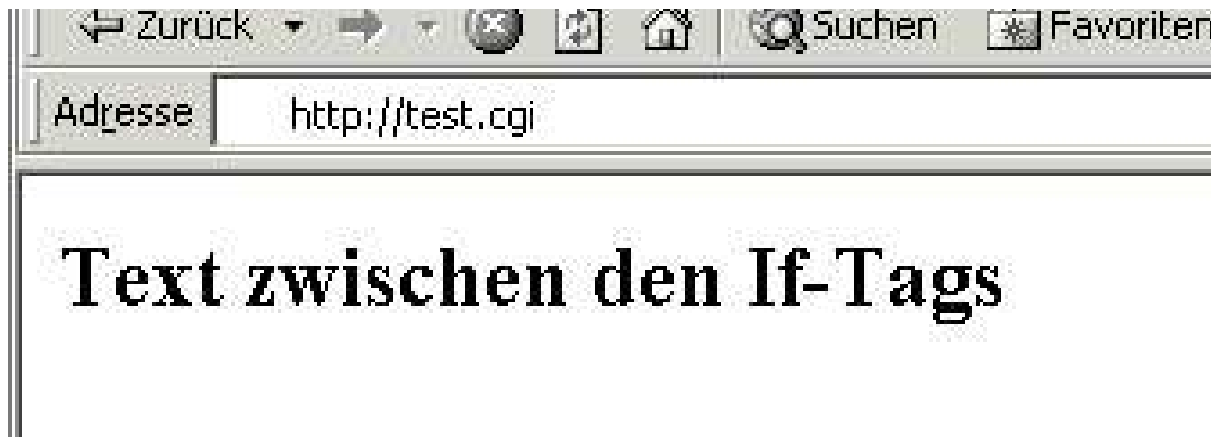 Zurück Suchen Favoriten
Adresse http://test.cgi
Text zwischen den If-Tags